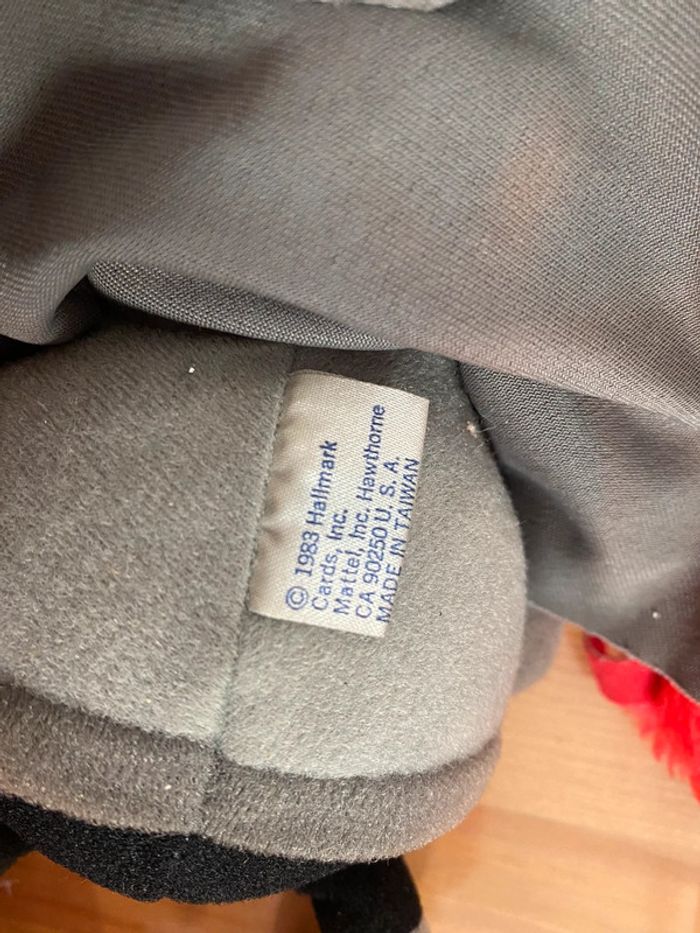 © 1983 Hallmark
Cards, Inc.
Mattel, Inc. Hawthorne
CA 90250 U. S. A.
MADE IN TAIWAN